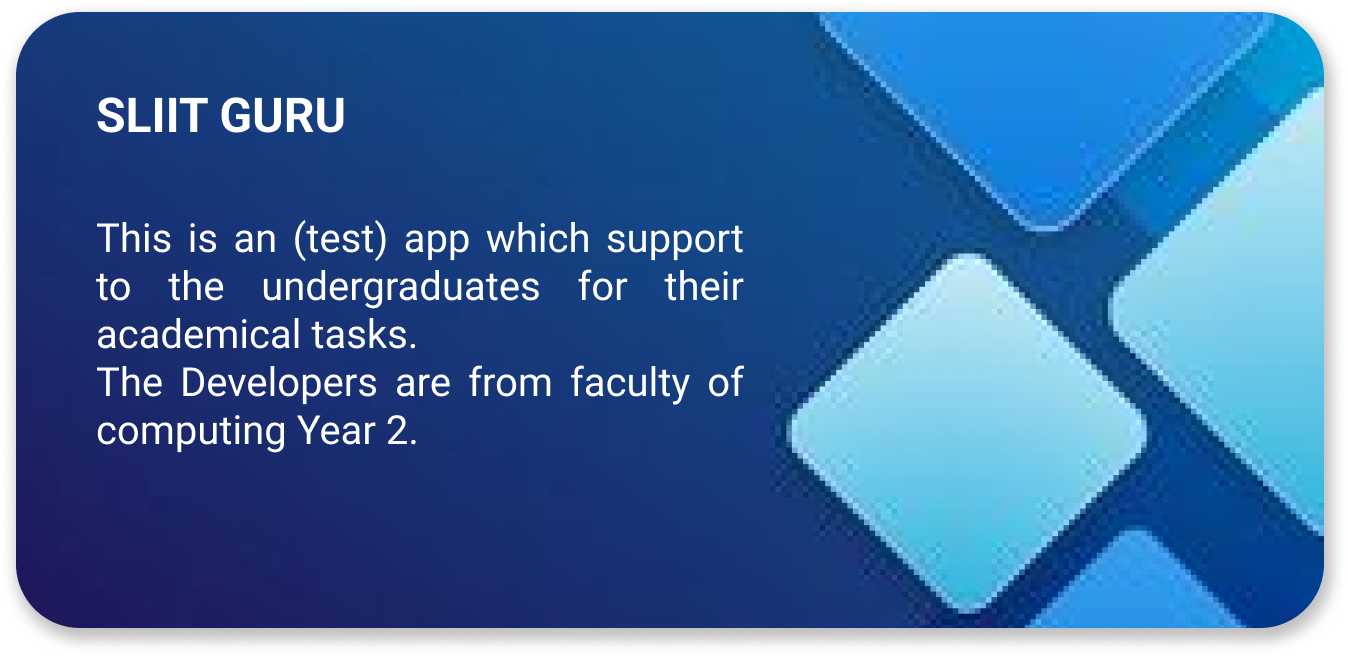 SLIIT GURU
This is an (test) app which support
to the undergraduates for their
academical tasks.
The Developers are from faculty of
computing Year 2.